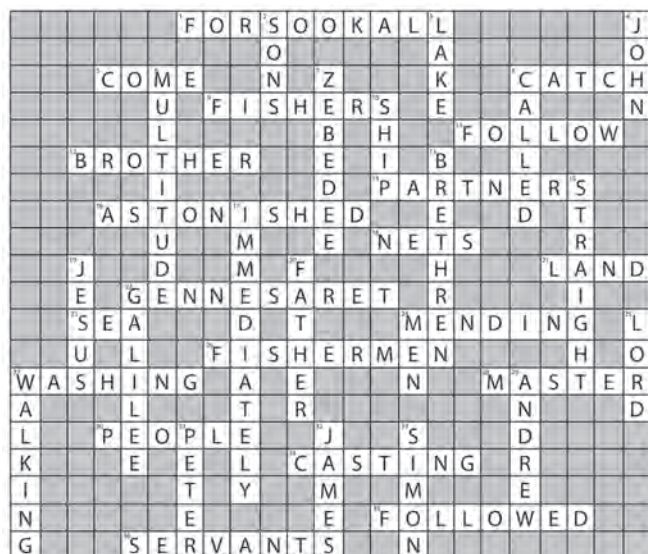 FORSOOKALL J
O A O
COME N Z K CATCH
U FISHERS E A N
L B H FOLLOW
BROTHER E I B L
I D PARTNERS
ASTONISHED E D T
U M E NETS R
J D M F H LAND
E GENNESARET R I
SEA D T MENDING L
U L FISHERMEN H O
WASHING A E N MASTER
A L T R N D
L PEOPLE E J S D
K E E L CASTING R
I T Y M M E
N E E FOLLOWED
G SERVANTS N